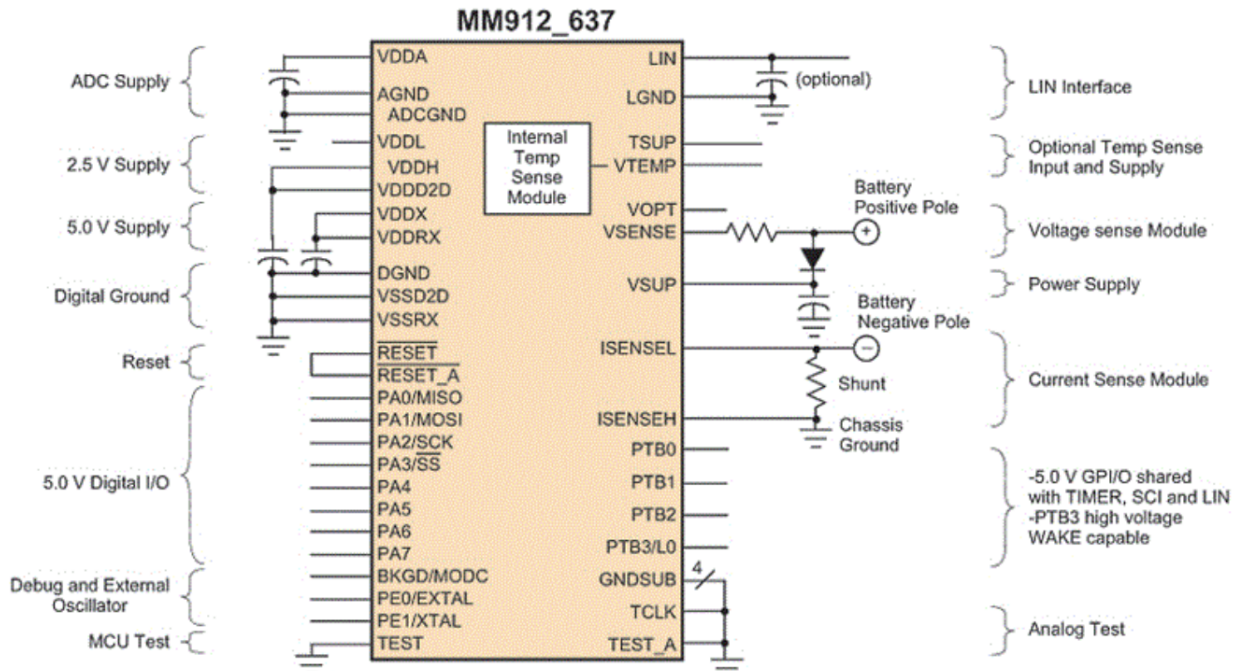 MM912_637
ADC Supply
2.5 V Supply
5.0 V Supply
Digital Ground
Reset
5.0 V Digital I/O
Debug and External
Oscillator
MCU Test
VDDA
AGND
ADCGND
VDDL
VDDH
VDDD2D
VDDX
VDDRX
DGND
VSSD2D
VSSRX
RESET
RESET_A
PA0/MISO
PA1/MOSI
PA2/SCK
PA3/SS
PA4
PA5
PA6
PA7
BKGD/MODC
PE0/EXTAL
PE1/XTAL
TEST
Internal
Temp
Sense
Module
LIN
LGND
TSUP
VTEMP
VOPT
VSENSE
VSUP
ISENSEL
ISENSEH
PTB0
PTB1
PTB2
PTB3/L0
GNDSUB
TCLK
TEST_A
(optional)
Battery
Positive Pole
+
Battery
Negative Pole
−
Shunt
Chassis
Ground
4
LIN Interface
Optional Temp Sense
Input and Supply
Voltage sense Module
Power Supply
Current Sense Module
-5.0 V GPI/O shared
with TIMER, SCI and LIN
-PTB3 high voltage
WAKE capable
Analog Test